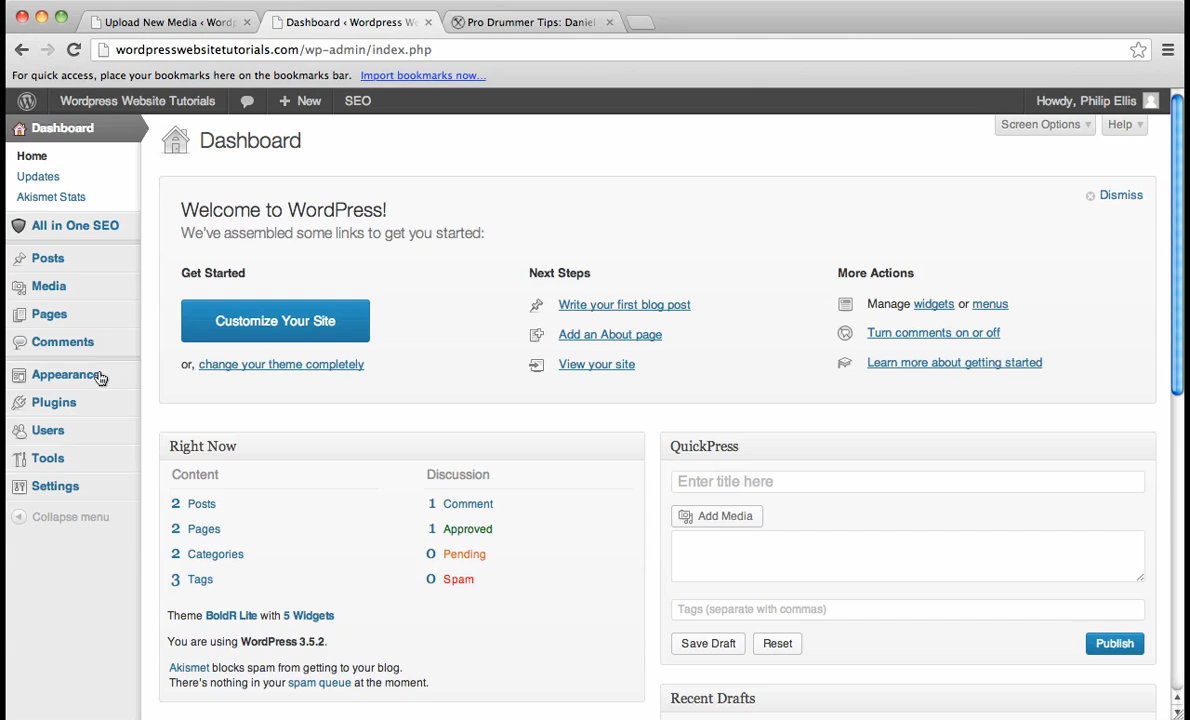 Upload New Media ‹ Wordp
Dashboard ‹ Wordpress We
Pro Drummer Tips: Daniel
wordpresswebsitetutorials.com/wp-admin/index.php
For quick access, place your bookmarks here on the bookmarks bar. Import bookmarks now...
Wordpress Website Tutorials
New
SEO
Howdy, Philip Ellis
Dashboard
Home
Updates
Akismet Stats
All in One SEO
Posts
Media
Pages
Comments
Appearance
Plugins
Users
Tools
Settings
Collapse menu
Screen Options
Help
Dashboard
Dismiss
Welcome to WordPress!
We've assembled some links to get you started:
Get Started
Customize Your Site
or, change your theme completely
Next Steps
Write your first blog post
Add an About page
View your site
More Actions
Manage widgets or menus
Turn comments on or off
Learn more about getting started
Right Now
Content
2 Posts
2 Pages
2 Categories
3 Tags
Discussion
1 Comment
1 Approved
0 Pending
0 Spam
Theme BoldR Lite with 5 Widgets
You are using WordPress 3.5.2.
Akismet blocks spam from getting to your blog.
There's nothing in your spam queue at the moment.
QuickPress
Enter title here
Add Media
Tags (separate with commas)
Save Draft
Reset
Publish
Recent Drafts